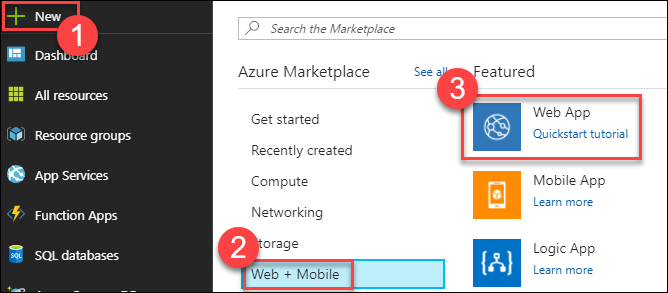 New
1
Dashboard
All resources
Resource groups
App Services
Function Apps
SQL databases
Search the Marketplace
Azure Marketplace
See all
Get started
Recently created
Compute
Networking
Storage
2
Web + Mobile
Featured
3
Web App
Quickstart tutorial
Mobile App
Learn more
Logic App
Learn more